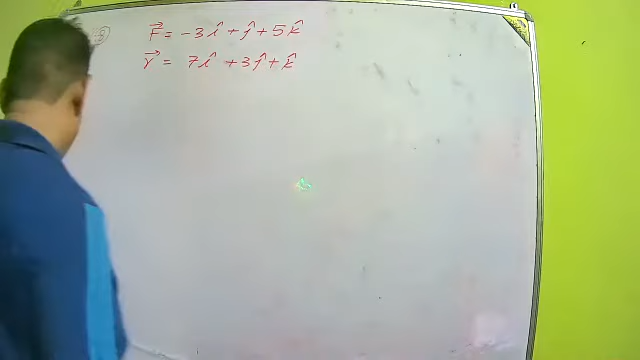 F⃗ = -3î + ĵ + 5k̂
r⃗ = 7î + 3ĵ + k̂